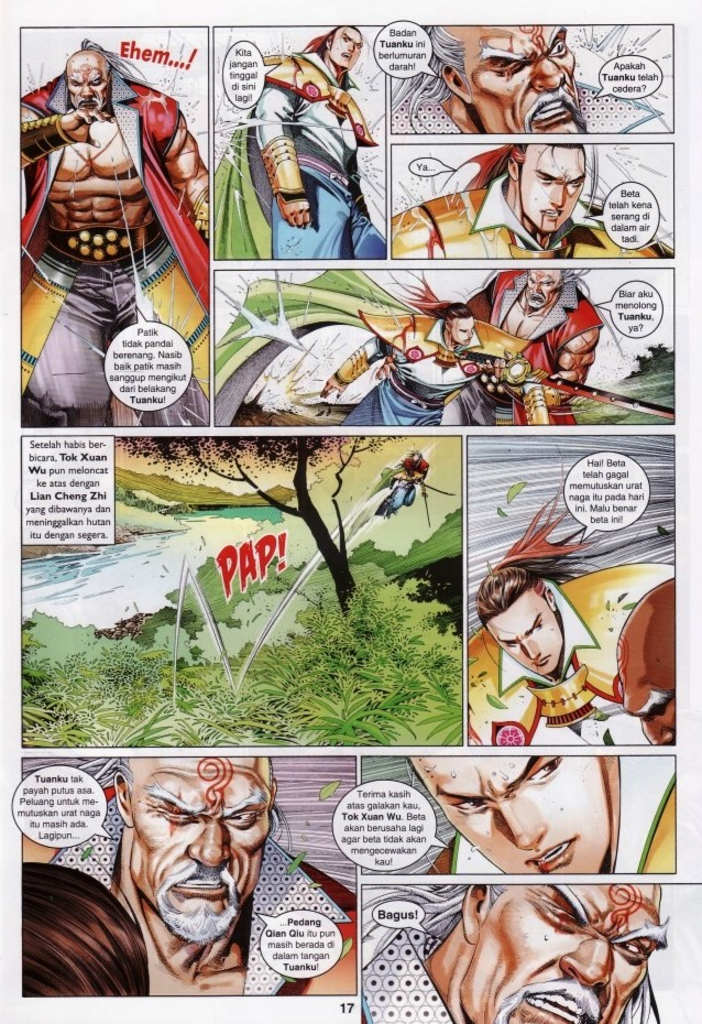 Ehem...!
Patik
tidak pandai
berenang. Nasib
baik patik masih
sanggup mengikut
dari belakang
Tuanku!
Kita
jangan
tinggal
di sini
lagi!
Badan
Tuanku ini
berlumuran
darah!
Apakah
Tuanku telah
cedera?
Ya...
Beta
telah kena
serang di
dalam air
tadi.
Biar aku
menolong
Tuanku,
ya?
Setelah habis ber-
bicara, Tok Xuan
Wu pun meloncat
ke atas dengan
Lian Cheng Zhi
yang dibawanya dan
meninggalkan hutan
itu dengan segera.
PAP!
Hai! Beta
telah gagal
memutuskan urat
naga itu pada hari
ini. Malu benar
beta ini!
Tuanku tak
payah putus asa.
Peluang untuk me-
mutuskan urat naga
itu masih ada.
Lagipun...
...Pedang
Qian Qiu itu pun
masih berada di
dalam tangan
Tuanku!
Terima kasih
atas galakan kau,
Tok Xuan Wu. Beta
akan berusaha lagi
agar beta tidak
mengecewakan
kau!
Bagus!
17